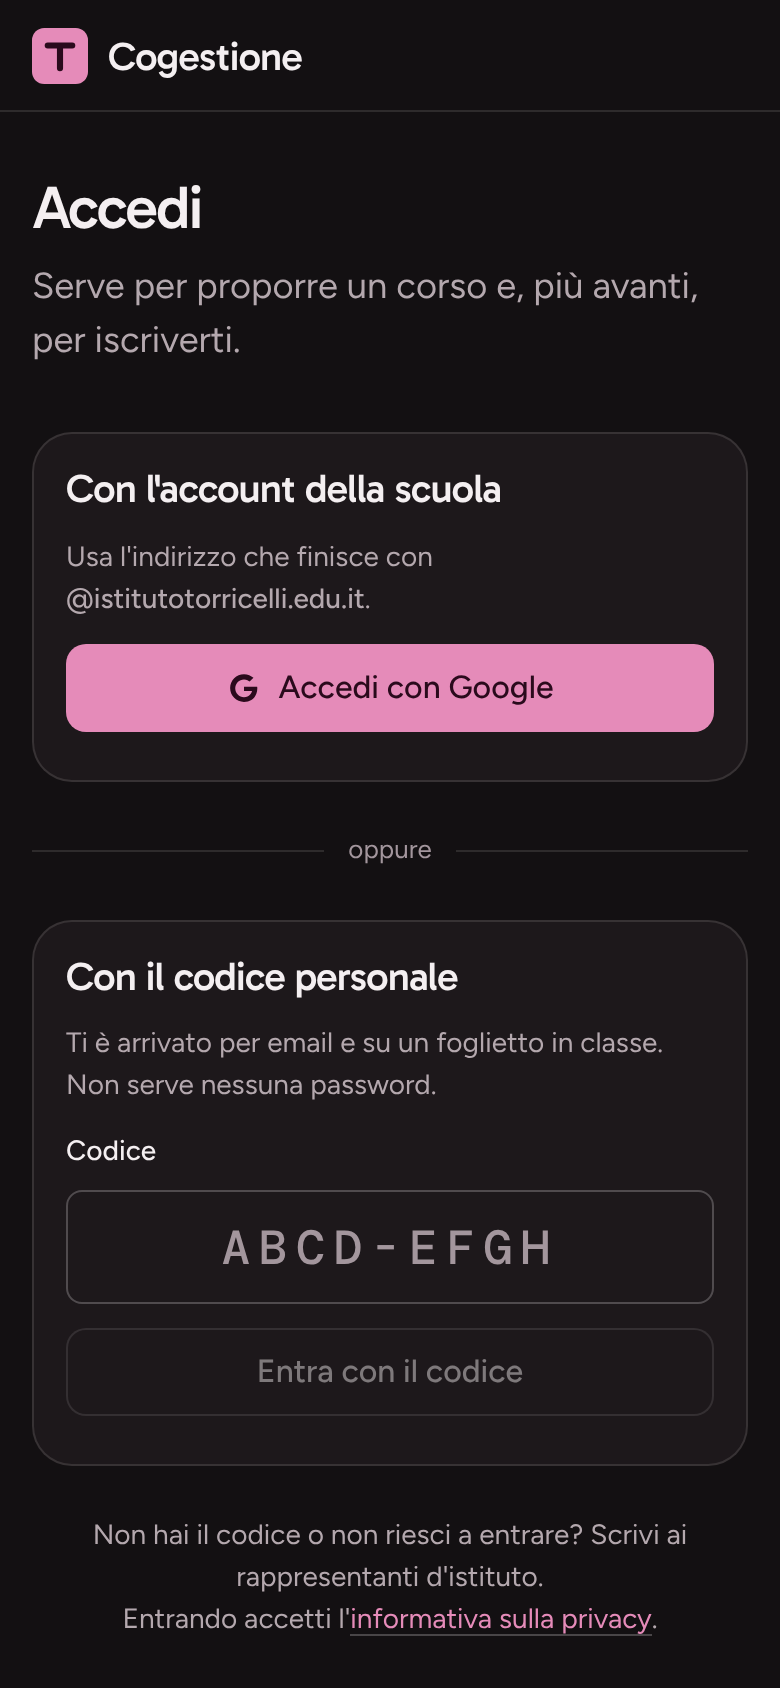 T Cogestione
Accedi
Serve per proporre un corso e, più avanti,
per iscriverti.
Con l'account della scuola
Usa l'indirizzo che finisce con
@istitutotorricelli.edu.it.
G Accedi con Google
oppure
Con il codice personale
Ti è arrivato per email e su un foglietto in classe.
Non serve nessuna password.
Codice
ABCD-EFGH
Entra con il codice
Non hai il codice o non riesci a entrare? Scrivi ai
rappresentanti d'istituto.
Entrando accetti l'informativa sulla privacy.